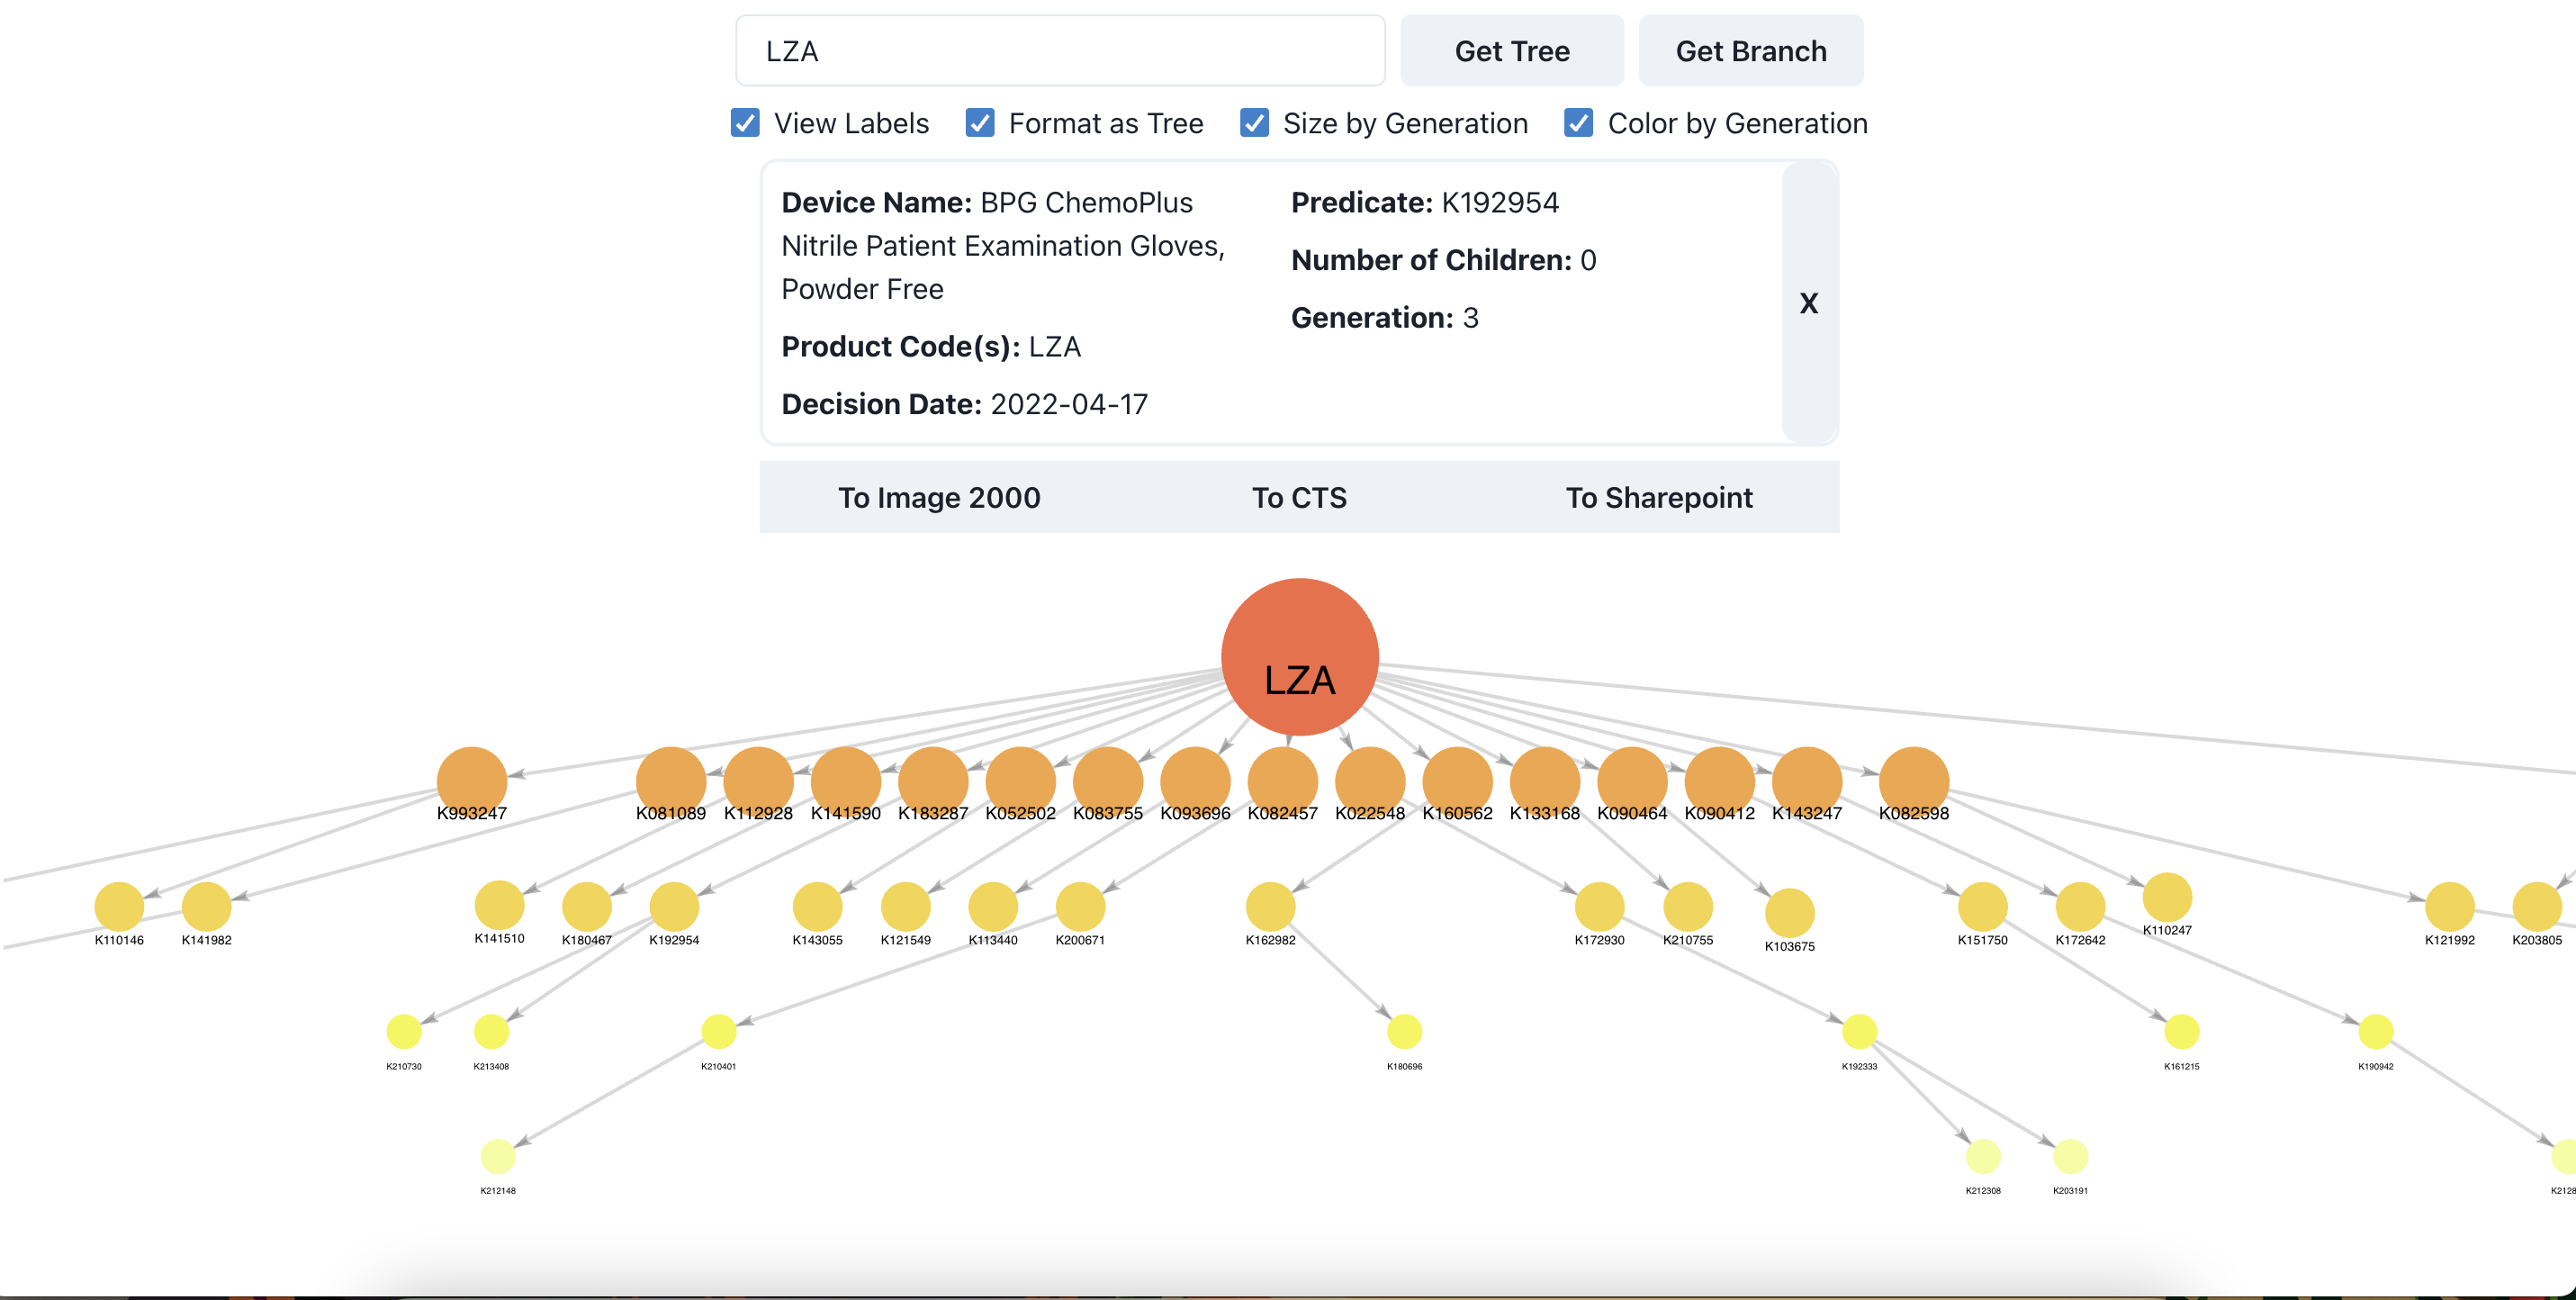 LZA
Get Tree
Get Branch
View Labels
Format as Tree
Size by Generation
Color by Generation
Device Name: BPG ChemoPlus
Nitrile Patient Examination Gloves,
Powder Free
Product Code(s): LZA
Decision Date: 2022-04-17
Predicate: K192954
Number of Children: 0
Generation: 3
X
To Image 2000
To CTS
To Sharepoint
LZA
K993247
K081089
K112928
K141590
K183287
K052502
K083755
K093696
K082457
K022548
K160562
K133168
K090464
K090412
K143247
K082598
K110146
K141982
K141510
K180467
K192954
K143055
K121549
K113440
K200671
K162982
K172930
K210755
K103675
K151750
K172642
K110247
K121992
K203805
K210730
K213408
K210401
K180696
K192333
K161215
K190942
K212148
K212308
K203191
K2128